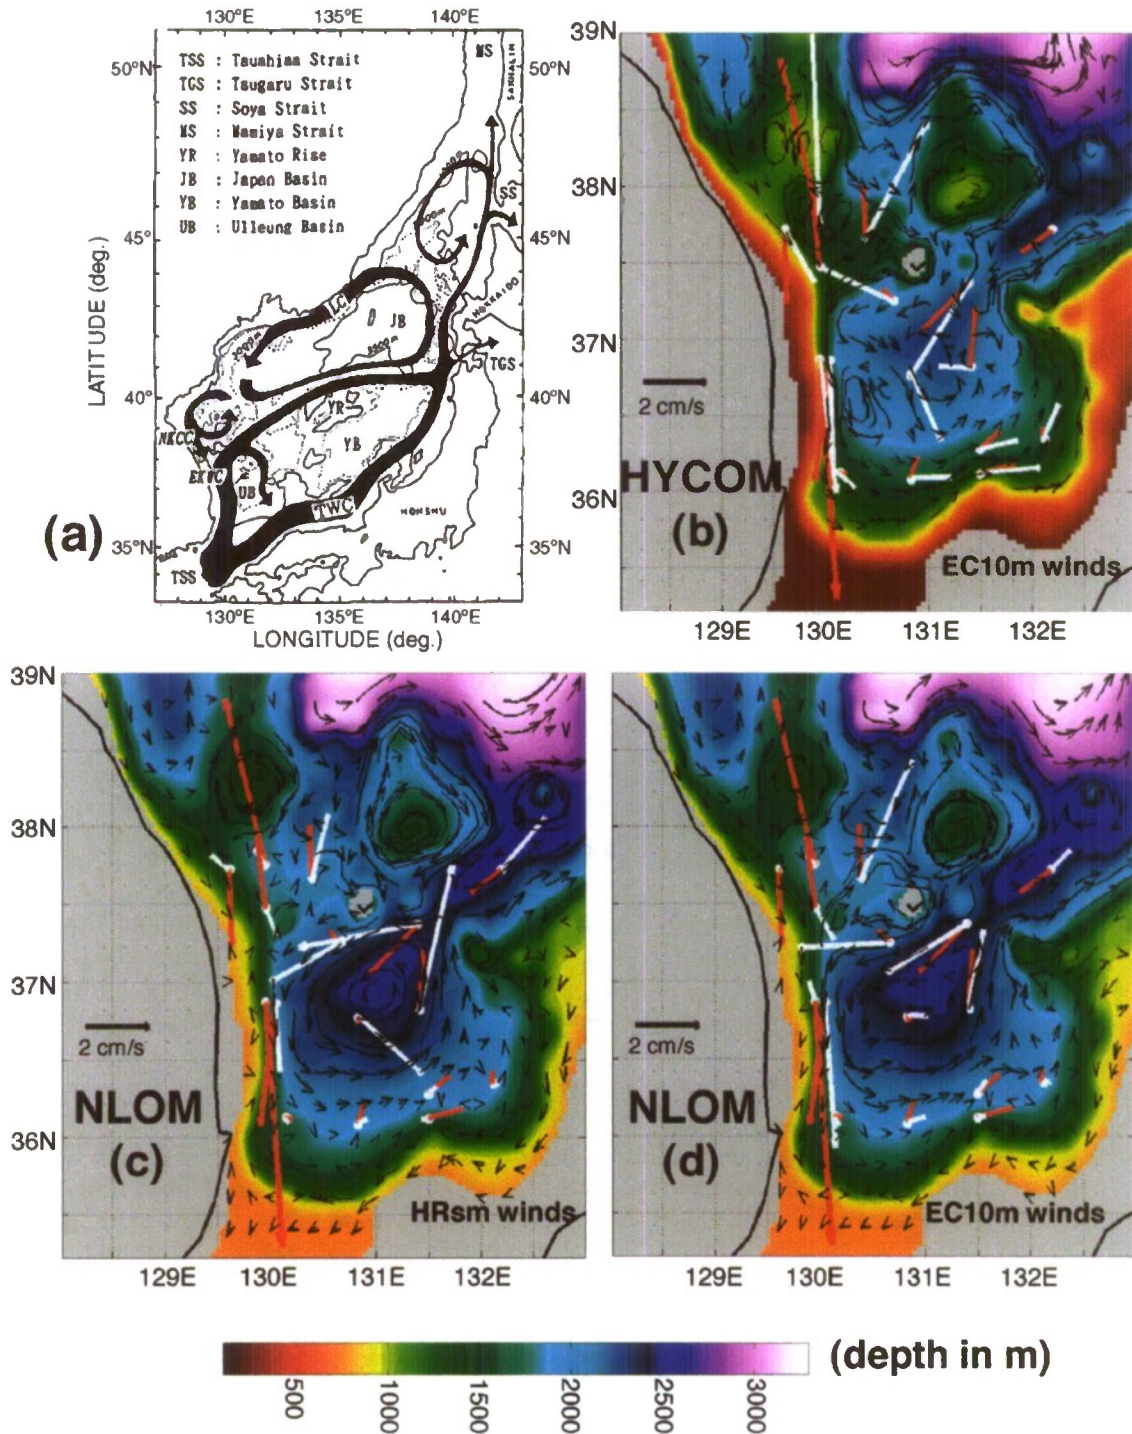 130°E 135°E 140°E
50°N
45°
40°
35°N
LATITUDE (deg.)
TSS : Tsushima Strait
TGS : Tsugaru Strait
SS : Soya Strait
MS : Mamiya Strait
YR : Yamato Rise
JB : Japan Basin
YB : Yamato Basin
UB : Ulleung Basin
MS
SAKHALIN
50°N
SS
45°N
HOKKAIDO
LC
JB
3500m
TGS
40°N
YR
NKCC
YB
EKWC
UB
TWC
HONSHU
35°N
TSS
(a)
130°E 135°E 140°E
LONGITUDE (deg.)
39N
38N
37N
36N
2 cm/s
HYCOM
(b)
EC10m winds
129E 130E 131E 132E
39N
38N
37N
36N
2 cm/s
NLOM
(c)
HRsm winds
129E 130E 131E 132E
2 cm/s
NLOM
(d)
EC10m winds
129E 130E 131E 132E
500 1000 1500 2000 2500 3000
(depth in m)